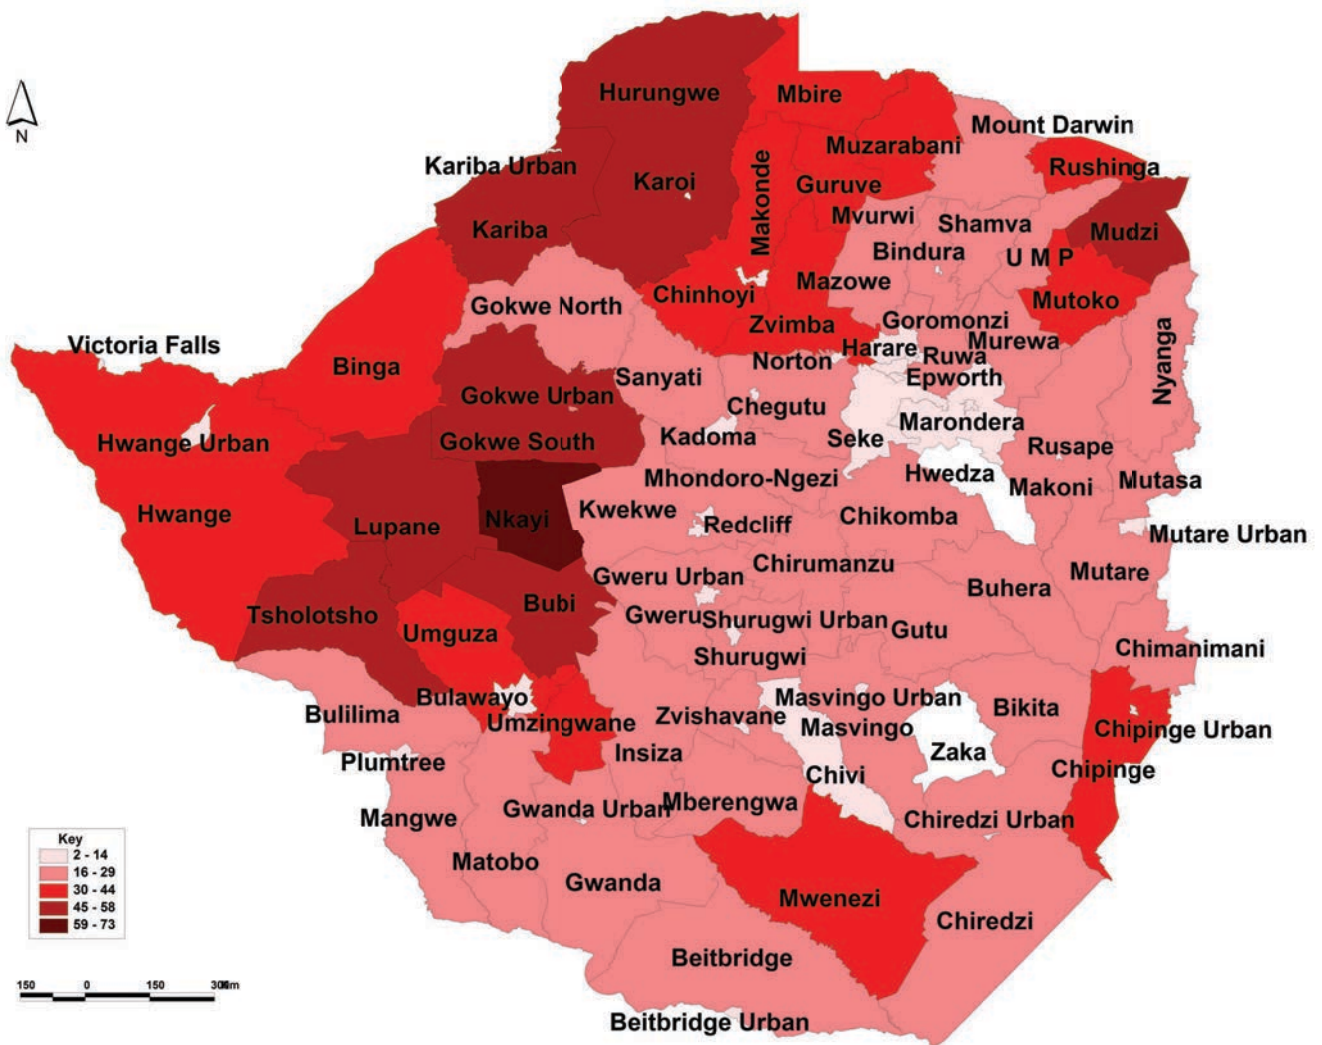 Hurungwe
Mbire
Mount Darwin
Muzarabani
Kariba Urban
Rushinga
Karoi
Makonde
Guruve
Mvurwi
Shamva
Kariba
Mudzi
Bindura
U M P
Mazowe
Chinhoyi
Mutoko
Gokwe North
Zvimba
Goromonzi
Murewa
Harare
Ruwa
Victoria Falls
Norton
Nyanga
Binga
Sanyati
Epworth
Gokwe Urban
Chegutu
Marondera
Kadoma
Seke
Hwange Urban
Gokwe South
Rusape
Hwedza
Mhondoro-Ngezi
Makoni
Mutasa
Hwange
Lupane
Nkayi
Kwekwe
Redcliff
Chikomba
Mutare Urban
Chirumanzu
Gweru Urban
Mutare
Buhera
Bubi
Tsholotsho
Gweru
Shurugwi Urban
Umguza
Gutu
Chimanimani
Shurugwi
Bulawayo
Masvingo Urban
Bulilima
Umzingwane
Zvishavane
Masvingo
Bikita
Chipinge Urban
Insiza
Zaka
Plumtree
Chivi
Chipinge
Mangwe
Gwanda Urban
Mberengwa
Chiredzi Urban
Matobo
Gwanda
Mwenezi
Chiredzi
Beitbridge
Beitbridge Urban
N
Key
2 - 14
16 - 29
30 - 44
45 - 58
59 - 73
150 0 150